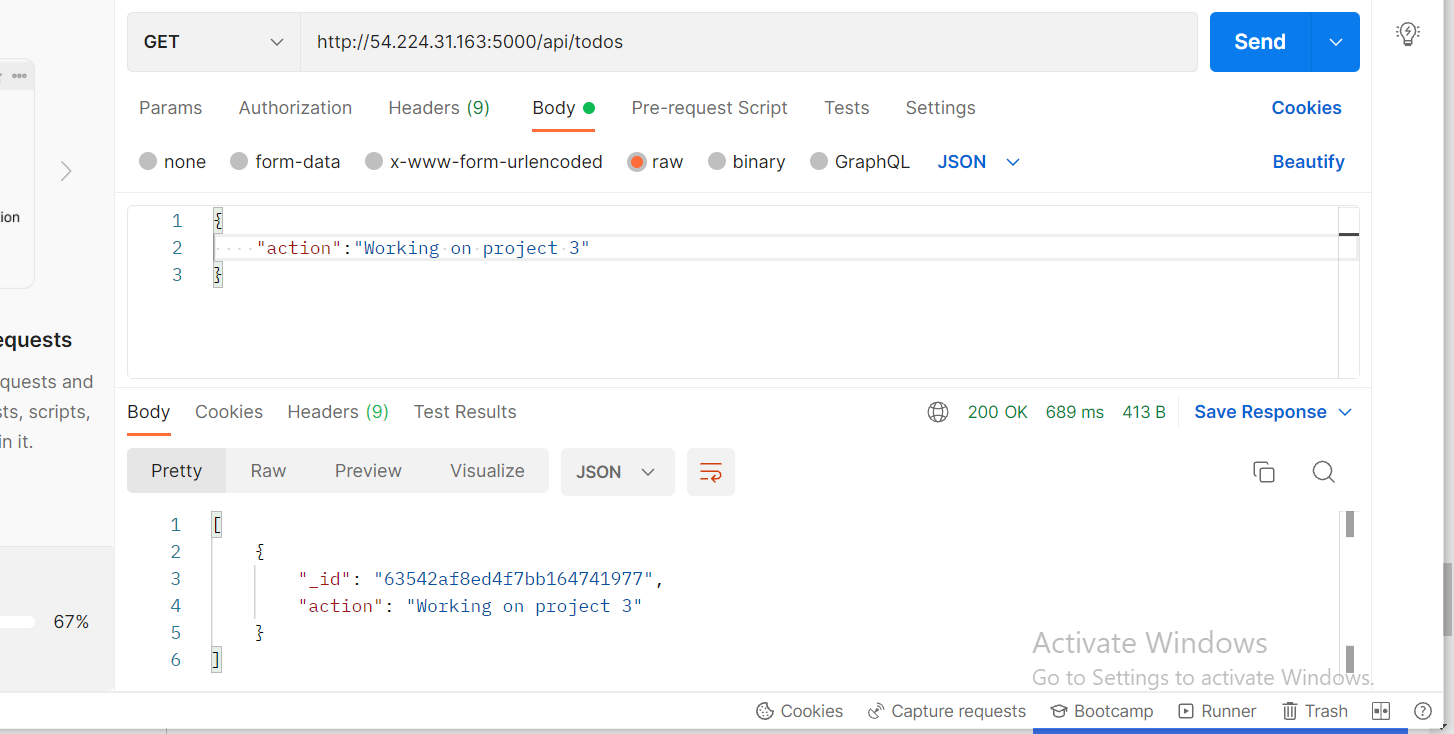 GET http://54.224.31.163:5000/api/todos Send
Params Authorization Headers (9) Body Pre-request Script Tests Settings Cookies
none form-data x-www-form-urlencoded raw binary GraphQL JSON Beautify
ion
1 {
2 "action":"Working on project 3"
3 }
equests
quests and
sts, scripts,
in it.
Body Cookies Headers (9) Test Results 200 OK 689 ms 413 B Save Response
Pretty Raw Preview Visualize JSON
1 [
2 {
3 "_id": "63542af8ed4f7bb164741977",
4 "action": "Working on project 3"
5 }
6 ]
67%
Activate Windows
Go to Settings to activate Windows.
Cookies Capture requests Bootcamp Runner Trash